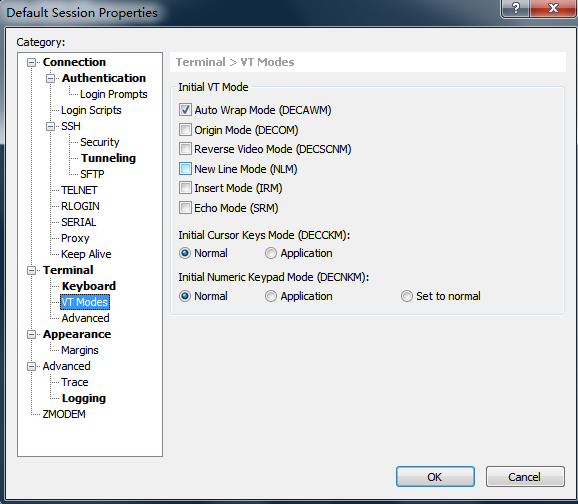 Default Session Properties
?
Category:
Connection
Authentication
Login Prompts
Login Scripts
SSH
Security
Tunneling
SFTP
TELNET
RLOGIN
SERIAL
Proxy
Keep Alive
Terminal
Keyboard
VT Modes
Advanced
Appearance
Margins
Advanced
Trace
Logging
ZMODEM
Terminal > VT Modes
Initial VT Mode
Auto Wrap Mode (DECAWM)
Origin Mode (DECOM)
Reverse Video Mode (DECSCNM)
New Line Mode (NLM)
Insert Mode (IRM)
Echo Mode (SRM)
Initial Cursor Keys Mode (DECCKM):
Normal Application
Initial Numeric Keypad Mode (DECNKM):
Normal Application Set to normal
OK Cancel